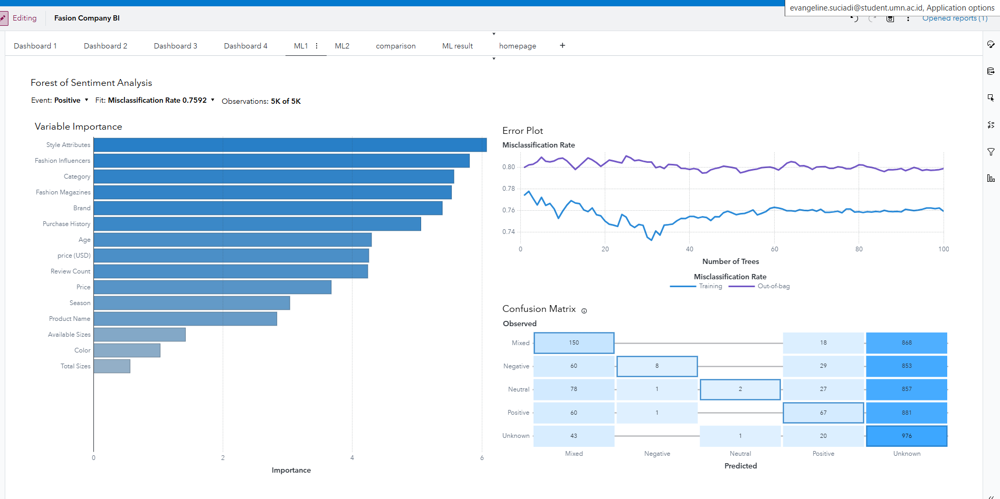 evangeline.suciadi@student.umn.ac.id, Application options
Editing
Fasion Company BI
Opened reports (1)
Dashboard 1
Dashboard 2
Dashboard 3
Dashboard 4
ML1
ML2
comparison
ML result
homepage
+
Forest of Sentiment Analysis
Event: Positive
Fit: Misclassification Rate 0.7592
Observations: 5K of 5K
Variable Importance
Style Attributes
Fashion Influencers
Category
Fashion Magazines
Brand
Purchase History
Age
price (USD)
Review Count
Price
Season
Product Name
Available Sizes
Color
Total Sizes
0 2 4 6
Importance
Error Plot
Misclassification Rate
0.80
0.78
0.76
0.74
0 20 40 60 80 100
Number of Trees
Misclassification Rate
Training Out-of-bag
Confusion Matrix
Observed
Mixed 150 18 868
Negative 60 8 29 853
Neutral 78 1 2 27 857
Positive 60 1 67 881
Unknown 43 1 20 976
Mixed Negative Neutral Positive Unknown
Predicted